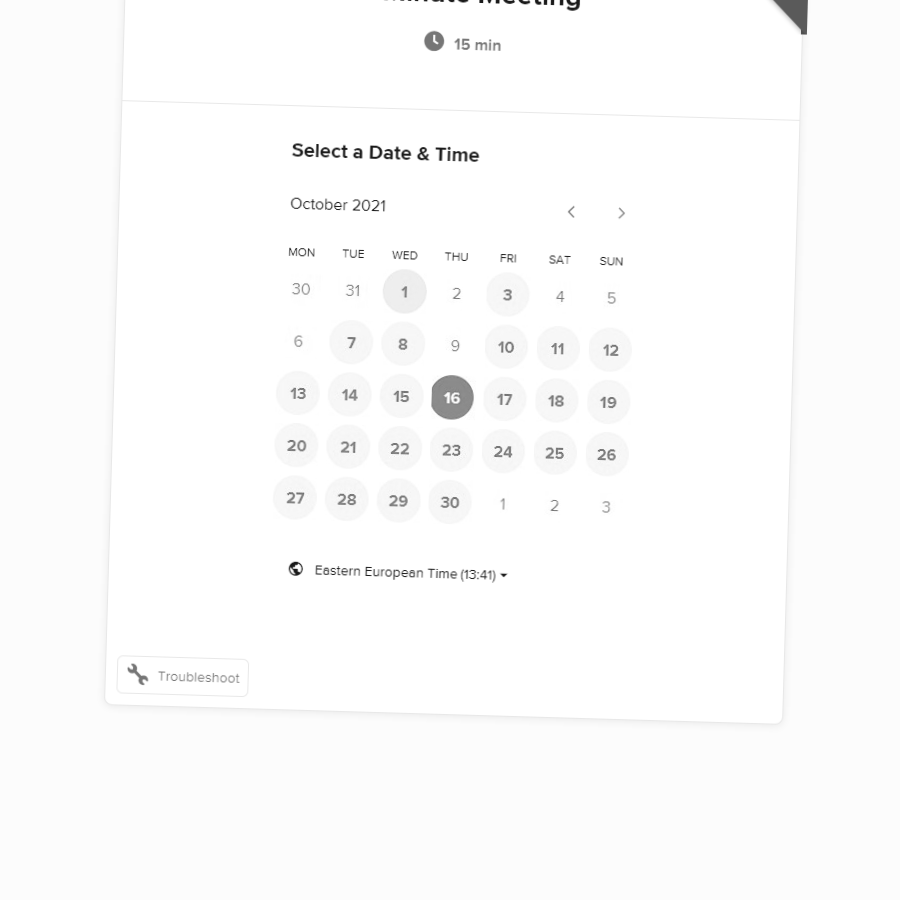 Meeting
15 min
Select a Date & Time
October 2021
MON TUE WED THU FRI SAT SUN
30 31 1 2 3 4 5
6 7 8 9 10 11 12
13 14 15 16 17 18 19
20 21 22 23 24 25 26
27 28 29 30 1 2 3
Eastern European Time (13:41)
Troubleshoot